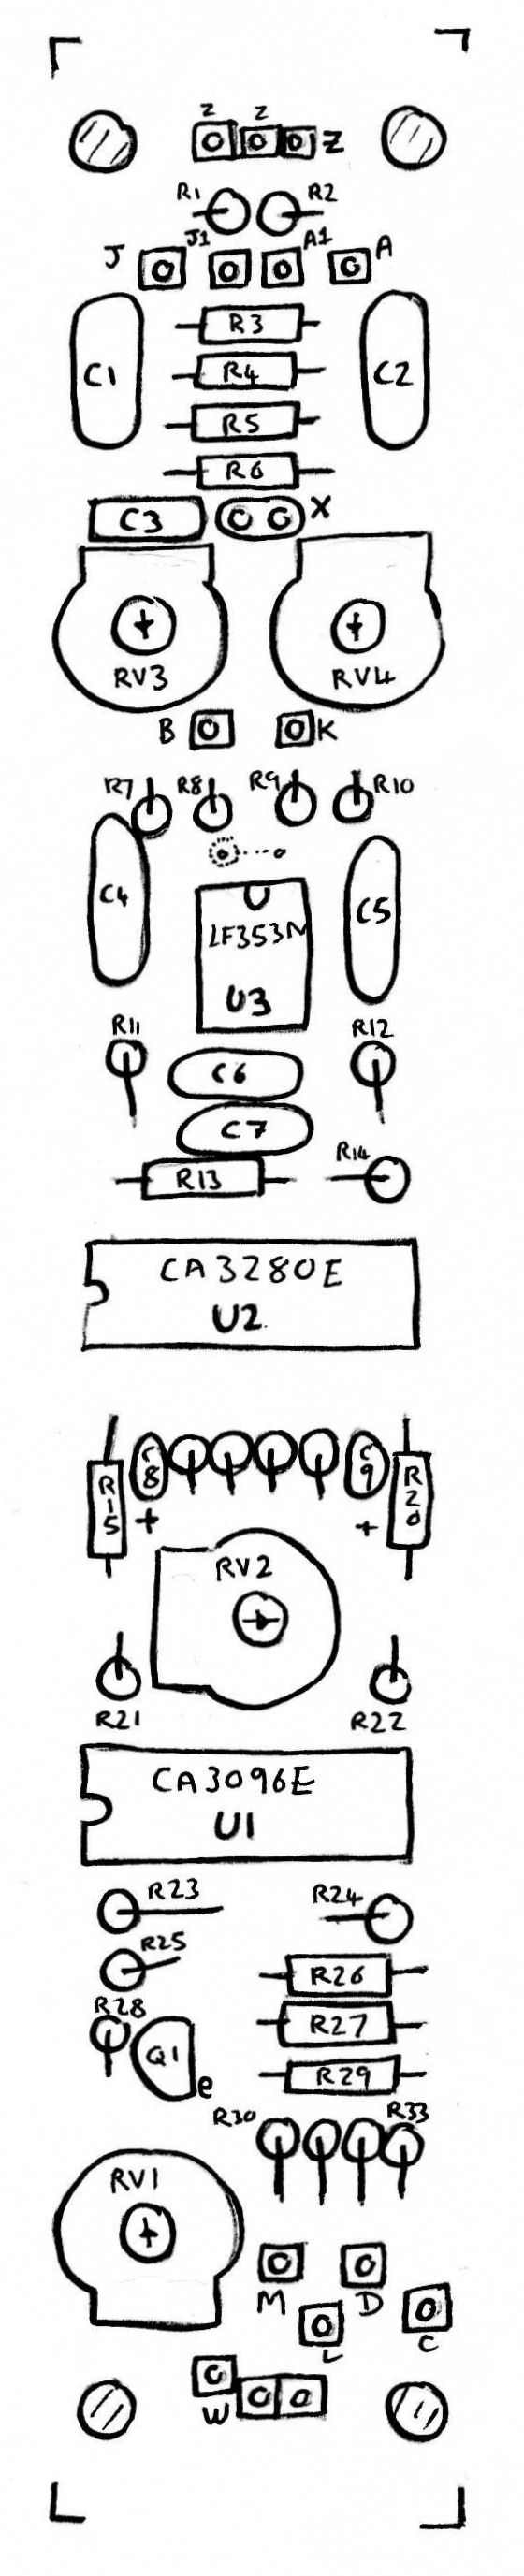 Z Z
Z
R1 R2
J J1 A1 A
R3
C1 R4 C2
R5
R6
C3 X
RV3 RV4
B K
R7 R8 R9 R10
C4 LF353N C5
U3
R11 R12
C6
C7
R13 R14
CA3280E
U2
C8 C9
R15 R20
+ +
RV2
R21 R22
CA3096E
U1
R23 R24
R25
R26
R28 R27
Q1
e R29
R30 R33
RV1
M D
L C
W